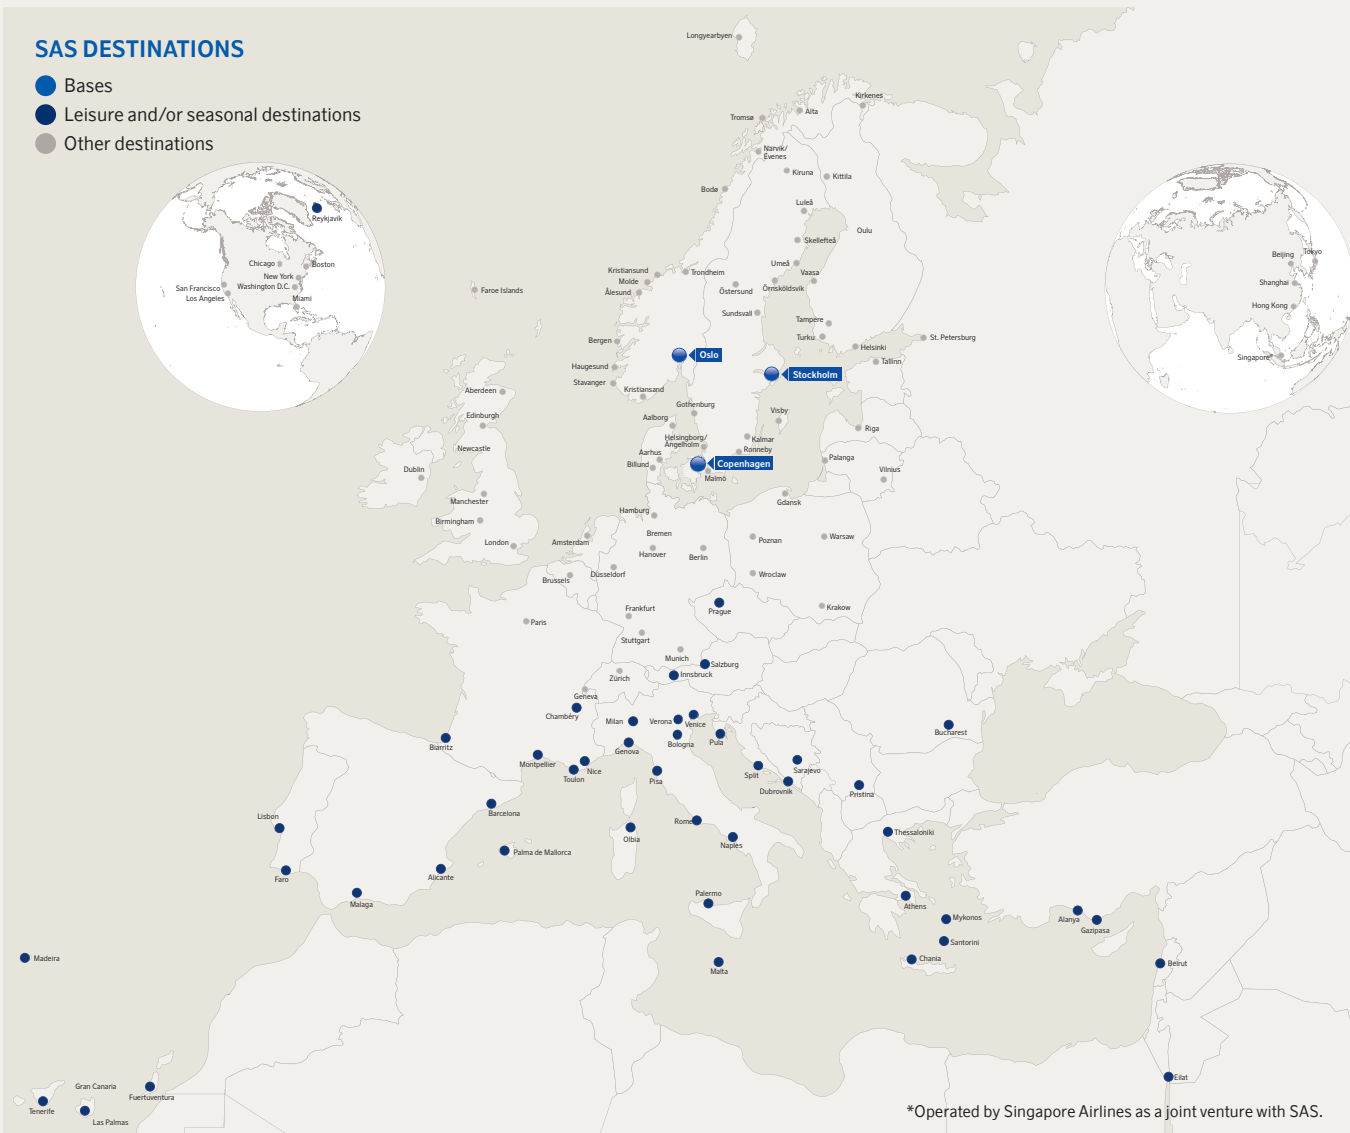 SAS DESTINATIONS
Bases
Leisure and/or seasonal destinations
Other destinations
Reykjavik
Chicago
Boston
New York
Washington D.C.
San Francisco
Los Angeles
Miami
Beijing
Tokyo
Shanghai
Hong Kong
Singapore*
Longyearbyen
Kirkenes
Alta
Tromsø
Narvik/
Evenes
Kiruna
Kittila
Bodø
Luleå
Oulu
Skellefteå
Umeå
Vaasa
Kristiansund
Trondheim
Molde
Ålesund
Östersund
Örnsköldsvik
Faroe Islands
Sundsvall
Tampere
Turku
Helsinki
St. Petersburg
Tallinn
Bergen
Oslo
Stockholm
Haugesund
Stavanger
Kristiansand
Aberdeen
Gothenburg
Visby
Edinburgh
Aalborg
Riga
Helsingborg/
Ängelholm
Kalmar
Newcastle
Ronneby
Aarhus
Billund
Copenhagen
Palanga
Vilnius
Dublin
Malmö
Manchester
Gdansk
Hamburg
Birmingham
Bremen
London
Amsterdam
Hanover
Berlin
Poznan
Warsaw
Brussels
Düsseldorf
Wroclaw
Frankfurt
Prague
Krakow
Paris
Stuttgart
Munich
Salzburg
Zürich
Innsbruck
Geneva
Chambéry
Milan
Verona
Venice
Biarritz
Genova
Bologna
Pula
Bucharest
Montpellier
Nice
Toulon
Pisa
Split
Sarajevo
Dubrovnik
Pristina
Barcelona
Lisbon
Rome
Olbia
Naples
Thessaloniki
Palma de Mallorca
Alicante
Faro
Malaga
Palermo
Athens
Mykonos
Alanya
Gazipasa
Santorini
Madeira
Malta
Chania
Beirut
Eilat
Gran Canaria
Fuertuventura
Tenerife
Las Palmas
*Operated by Singapore Airlines as a joint venture with SAS.